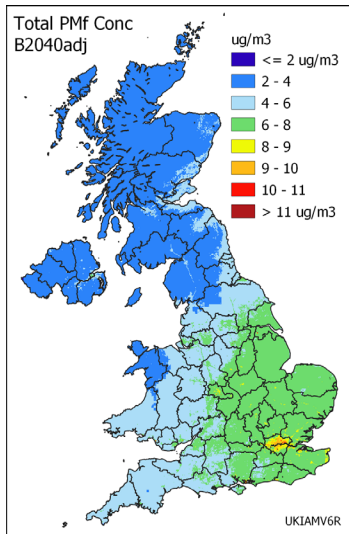 Total PMf Conc
B2040adj
ug/m3
<= 2 ug/m3
2 - 4
4 - 6
6 - 8
8 - 9
9 - 10
10 - 11
> 11 ug/m3
UKIAMV6R